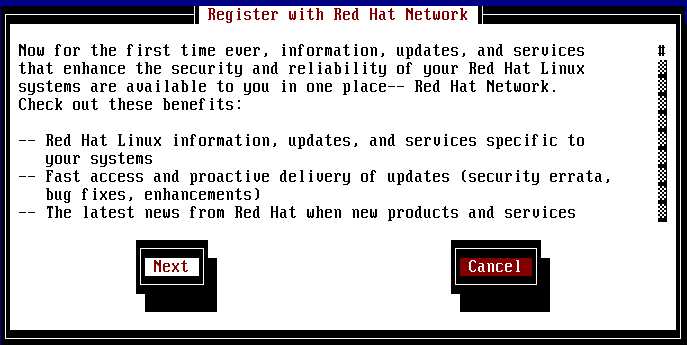 Register with Red Hat Network
Now for the first time ever, information, updates, and services
that enhance the security and reliability of your Red Hat Linux
systems are available to you in one place-- Red Hat Network.
Check out these benefits:
-- Red Hat Linux information, updates, and services specific to
your systems
-- Fast access and proactive delivery of updates (security errata,
bug fixes, enhancements)
-- The latest news from Red Hat when new products and services
#
Next
Cancel